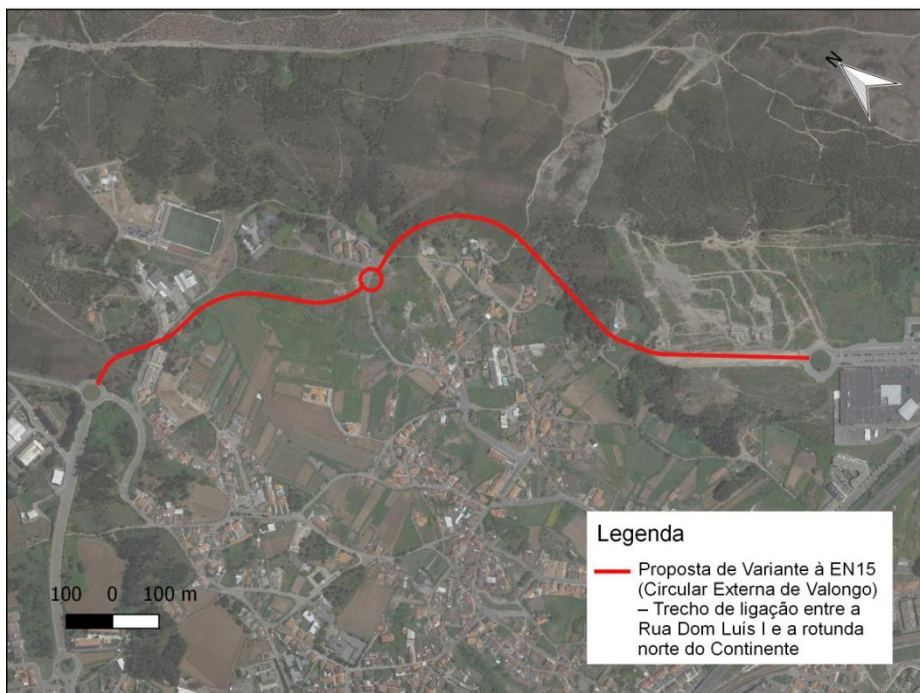 N
Legenda
Proposta de Variante à EN15
(Circular Externa de Valongo)
– Trecho de ligação entre a
Rua Dom Luís I e a rotunda
norte do Continente
100 0 100 m